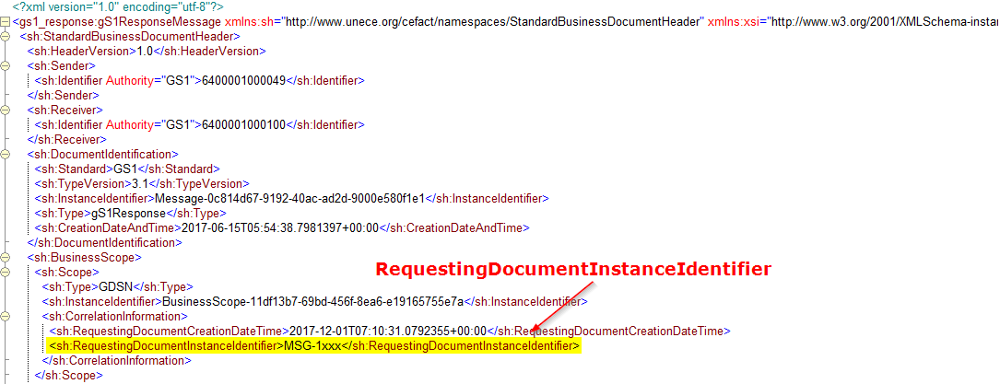 <?xml version="1.0" encoding="utf-8"?>
<gs1_response:gS1ResponseMessage xmlns:sh="http://www.unece.org/cefact/namespaces/StandardBusinessDocumentHeader" xmlns:xsi="http://www.w3.org/2001/XMLSchema-instan
<sh:StandardBusinessDocumentHeader>
<sh:HeaderVersion>1.0</sh:HeaderVersion>
<sh:Sender>
<sh:Identifier Authority="GS1">6400001000049</sh:Identifier>
</sh:Sender>
<sh:Receiver>
<sh:Identifier Authority="GS1">6400001000100</sh:Identifier>
</sh:Receiver>
<sh:DocumentIdentification>
<sh:Standard>GS1</sh:Standard>
<sh:TypeVersion>3.1</sh:TypeVersion>
<sh:InstanceIdentifier>Message-0c814d67-9192-40ac-ad2d-9000e580f1e1</sh:InstanceIdentifier>
<sh:Type>gS1Response</sh:Type>
<sh:CreationDateAndTime>2017-06-15T05:54:38.7981397+00:00</sh:CreationDateAndTime>
</sh:DocumentIdentification>
<sh:BusinessScope>
<sh:Scope>
RequestingDocumentInstanceIdentifier
<sh:Type>GDSN</sh:Type>
<sh:InstanceIdentifier>BusinessScope-11df13b7-69bd-456f-8ea6-e19165755e7a</sh:InstanceIdentifier>
<sh:CorrelationInformation>
<sh:RequestingDocumentCreationDateTime>2017-12-01T07:10:31.0792355+00:00</sh:RequestingDocumentCreationDateTime>
<sh:RequestingDocumentInstanceIdentifier>MSG-1xxx</sh:RequestingDocumentInstanceIdentifier>
</sh:CorrelationInformation>
</sh:Scope>